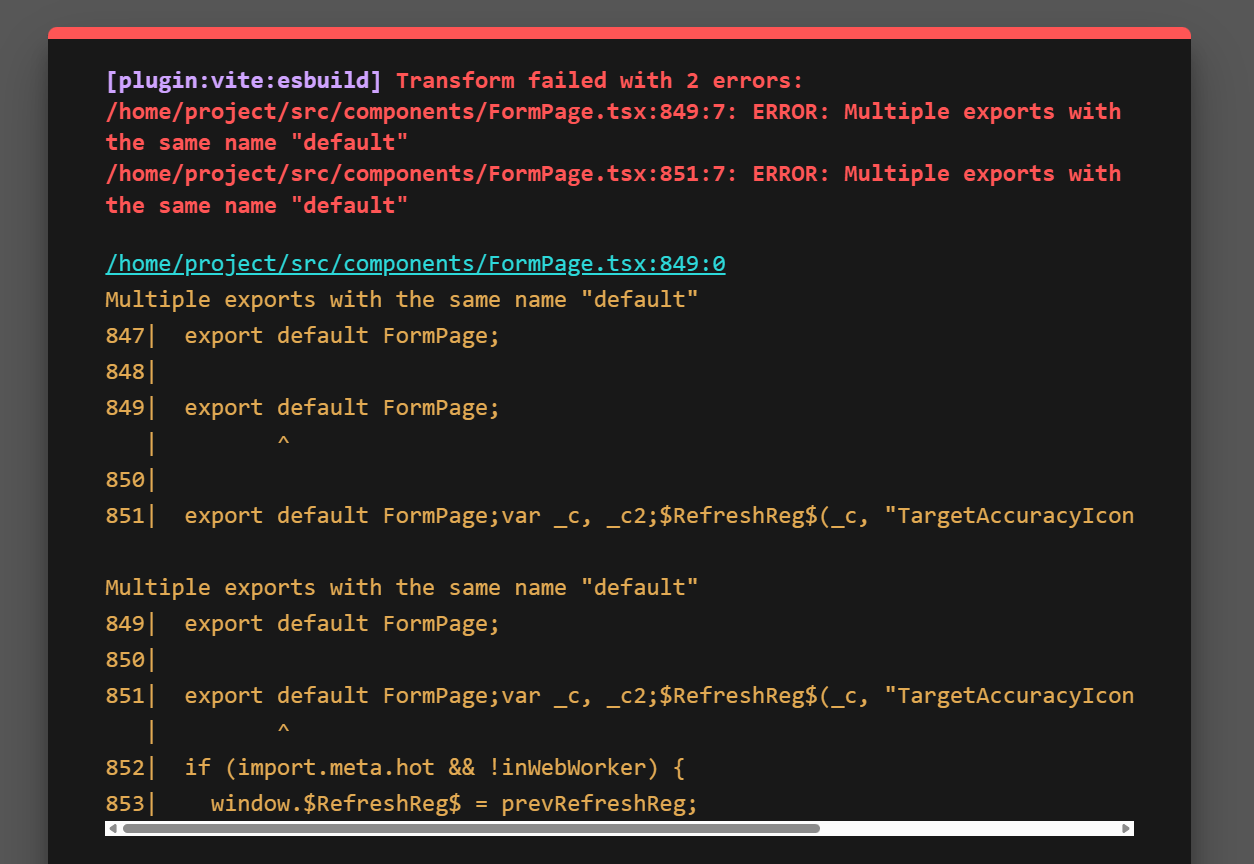 [plugin:vite:esbuild] Transform failed with 2 errors:
/home/project/src/components/FormPage.tsx:849:7: ERROR: Multiple exports with
the same name "default"
/home/project/src/components/FormPage.tsx:851:7: ERROR: Multiple exports with
the same name "default"
/home/project/src/components/FormPage.tsx:849:0
Multiple exports with the same name "default"
847|  export default FormPage;
848|
849|  export default FormPage;
   |         ^
850|
851|  export default FormPage;var _c, _c2;$RefreshReg$(_c, "TargetAccuracyIcon
Multiple exports with the same name "default"
849|  export default FormPage;
850|
851|  export default FormPage;var _c, _c2;$RefreshReg$(_c, "TargetAccuracyIcon
   |         ^
852|  if (import.meta.hot && !inWebWorker) {
853|    window.$RefreshReg$ = prevRefreshReg;